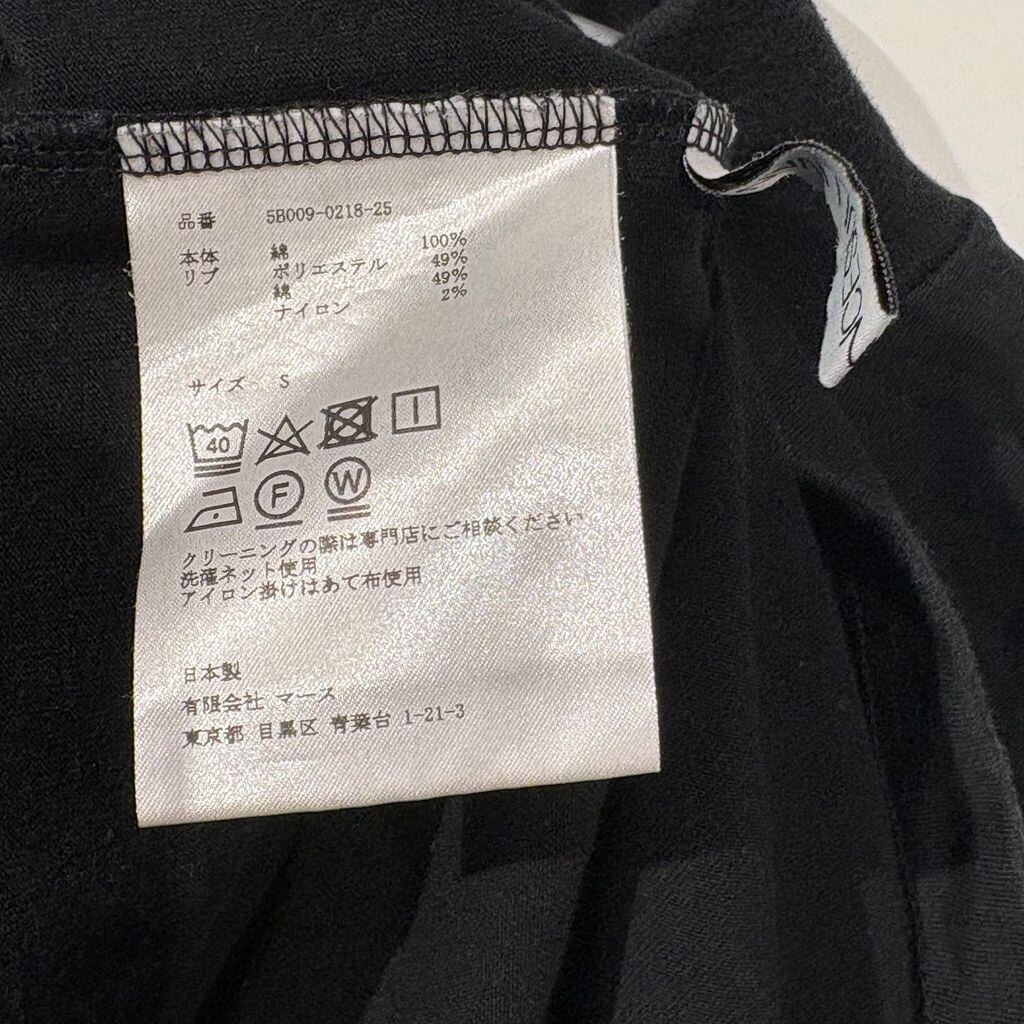 品番 5B009-0218-25
本体 綿 100%
リブ ポリエステル 49%
綿 49%
ナイロン 2%
サイズ S
40
F W
クリーニングの際は専門店にご相談ください
洗濯ネット使用
アイロン掛けはあて布使用
日本製
有限会社 マース
東京都 目黒区 青葉台 1-21-3